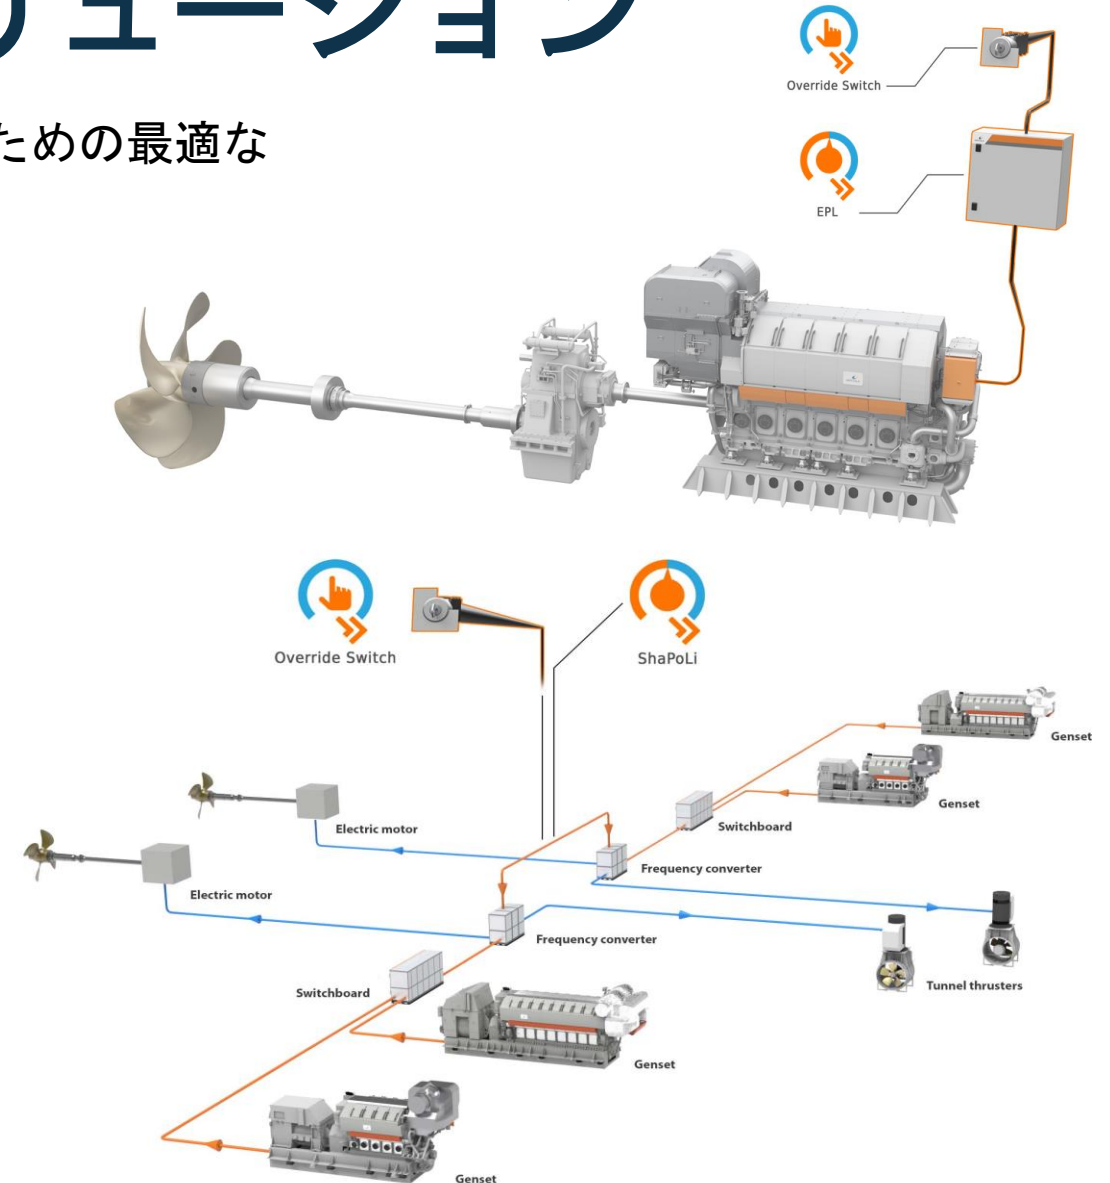 リューション
ための最適な
Override Switch
EPL
Override Switch
ShaPoLi
Genset
Genset
Switchboard
Electric motor
Frequency converter
Electric motor
Frequency converter
Tunnel thrusters
Switchboard
Genset
Genset